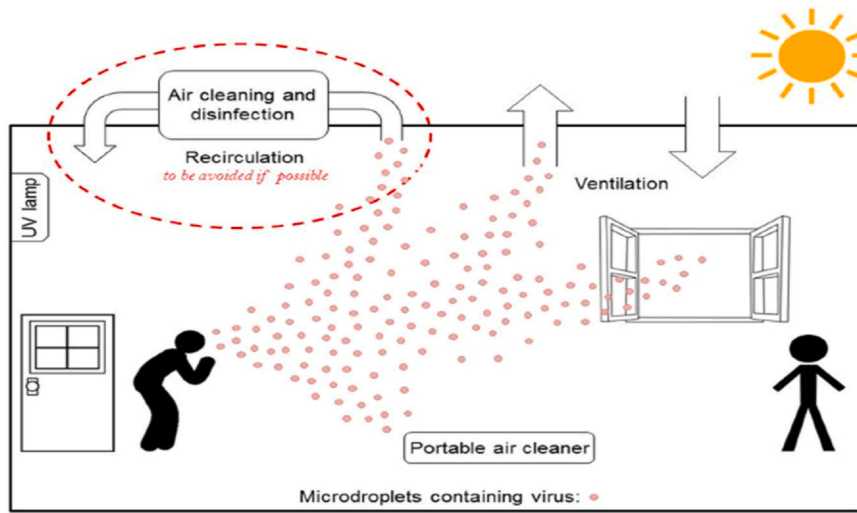 Air cleaning and
disinfection
Recirculation
to be avoided if possible
Ventilation
UV lamp
Portable air cleaner
Microdroplets containing virus: